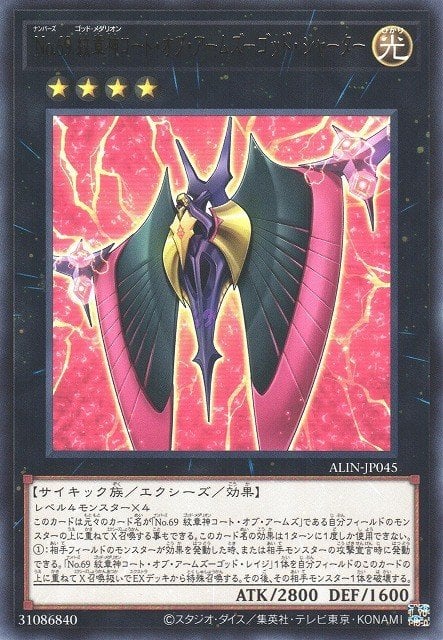 ナンバーズ ゴッド・メダリオン
No.69 紋章神コート・オブ・アームズ-ゴッド・シャーター
光
ALIN-JP045
【サイキック族/エクシーズ/効果】
レベル4モンスター×4
このカードは元々のカード名が「No.69 紋章神コート・オブ・アームズ」である自分フィールドのモン
スターの上に重ねてX召喚する事もできる。このカード名の効果は1ターンに1度しか使用できない。
①:相手フィールドのモンスターが効果を発動した時、または相手モンスターの攻撃宣言時に発動
できる。「No.69 紋章神コート・オブ・アームズ-ゴッド・レイジ」1体を自分フィールドのこのカード
の上に重ねてX召喚扱いでEXデッキから特殊召喚する。その後、その相手モンスター1体を破壊する。
ATK/2800 DEF/1600
31086840
©スタジオ・ダイス/集英社・テレビ東京・KONAMI